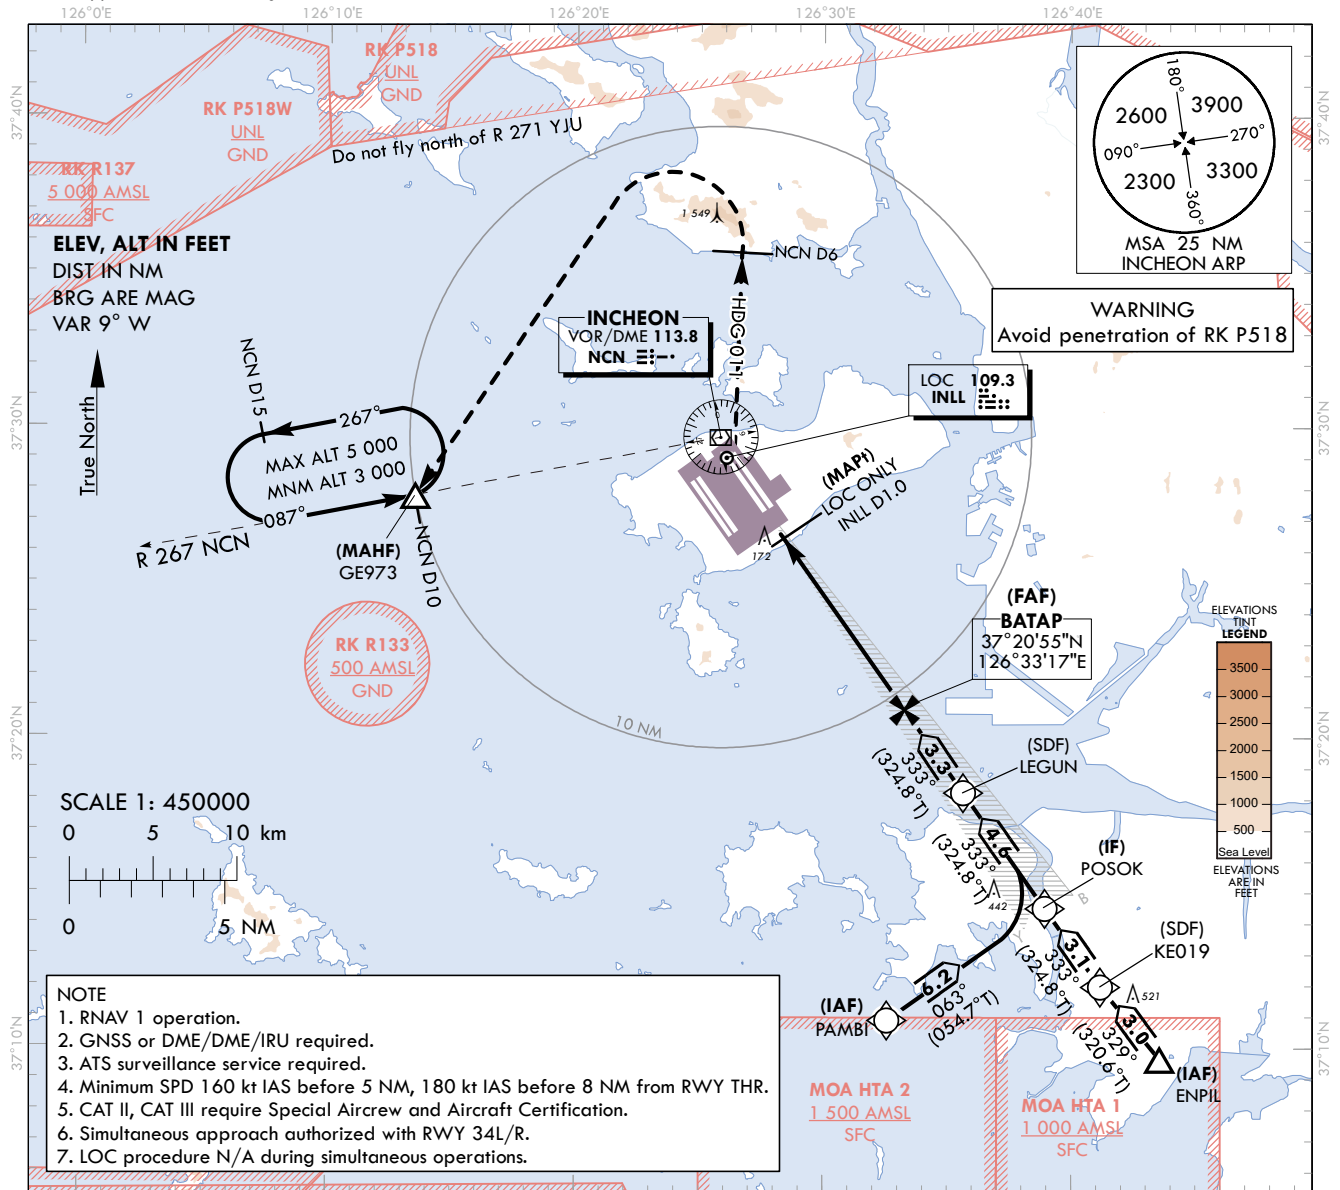 126°0'E
126°10'E
126°20'E
126°30'E
126°40'E
37°40'N
37°30'N
37°20'N
37°10'N
37°40'N
37°30'N
37°20'N
37°10'N
RK P518
UNL
GND
RK P518W
UNL
GND
RK R137
5 000 AMSL
SFC
Do not fly north of R 271 YJU
ELEV, ALT IN FEET
DIST IN NM
BRG ARE MAG
VAR 9° W
True North
180°
2600
3900
090°
270°
2300
3300
360°
MSA 25 NM
INCHEON ARP
WARNING
Avoid penetration of RK P518
1 549
NCN D6
HDG 011
INCHEON
VOR/DME 113.8
NCN
LOC 109.3
INLL
NCN D15
267°
MAX ALT 5 000
MNM ALT 3 000
087°
R 267 NCN
(MAHF)
GE973
NCN D10
(MAPt)
LOC ONLY
INLL D1.0
172
RK R133
500 AMSL
GND
10 NM
(FAF)
BATAP
37°20'55"N
126°33'17"E
ELEVATIONS
TINT
LEGEND
3500
3000
2500
2000
1500
1000
500
Sea Level
ELEVATIONS
ARE IN
FEET
(SDF)
LEGUN
3.3
333°
(324.8°T)
4.6
333°
(324.8°T)
442
(IF)
POSOK
B
Y
(SDF)
KE019
3.1
333°
(324.8°T)
521
3.0
329°
(320.6°T)
(IAF)
ENPIL
6.2
063°
(054.7°T)
(IAF)
PAMBI
SCALE 1: 450000
0 5 10 km
0 5 NM
NOTE
1. RNAV 1 operation.
2. GNSS or DME/DME/IRU required.
3. ATS surveillance service required.
4. Minimum SPD 160 kt IAS before 5 NM, 180 kt IAS before 8 NM from RWY THR.
5. CAT II, CAT III require Special Aircrew and Aircraft Certification.
6. Simultaneous approach authorized with RWY 34L/R.
7. LOC procedure N/A during simultaneous operations.
MOA HTA 2
1 500 AMSL
SFC
MOA HTA 1
1 000 AMSL
SFC